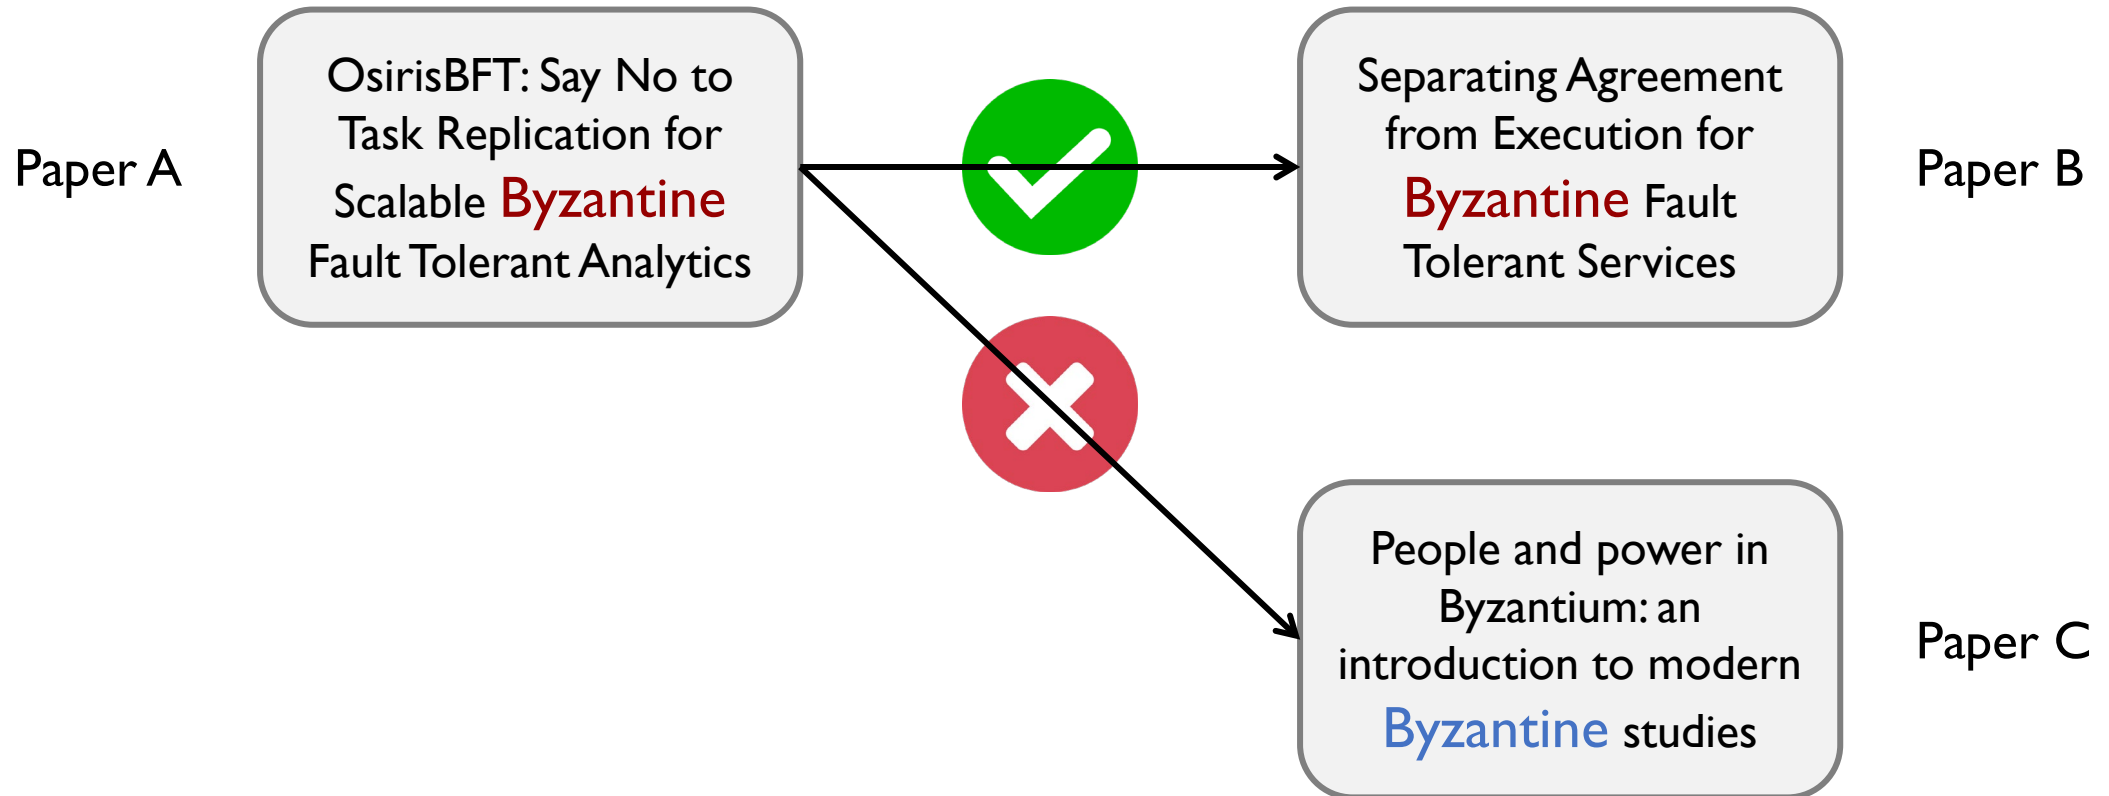 Paper A
OsirisBFT: Say No to
Task Replication for
Scalable Byzantine
Fault Tolerant Analytics
Separating Agreement
from Execution for
Byzantine Fault
Tolerant Services
Paper B
People and power in
Byzantium: an
introduction to modern
Byzantine studies
Paper C